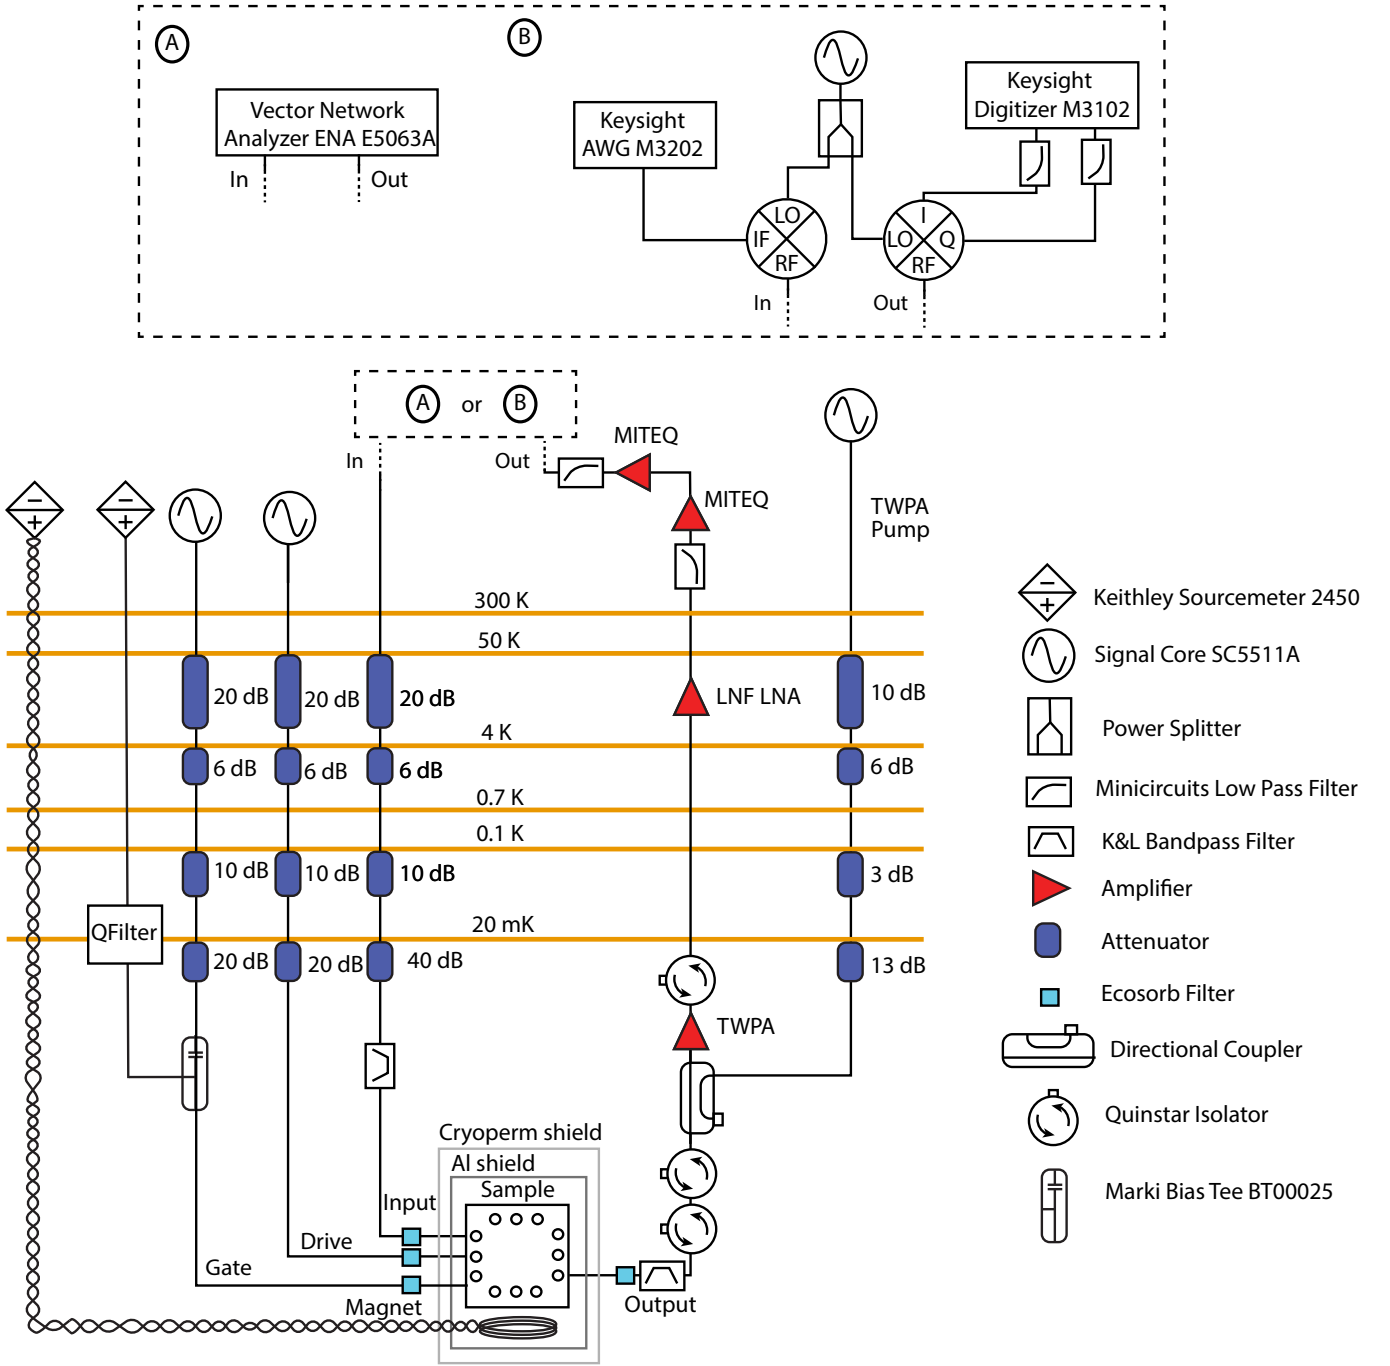 A
B
Vector Network
Analyzer ENA E5063A
In
Out
Keysight
AWG M3202
Keysight
Digitizer M3102
LO
IF
RF
I
LO
Q
RF
In
Out
A or B
In
Out
MITEQ
MITEQ
TWPA
Pump
300 K
50 K
20 dB
20 dB
20 dB
LNF LNA
10 dB
4 K
6 dB
6 dB
6 dB
6 dB
0.7 K
0.1 K
10 dB
10 dB
10 dB
3 dB
20 mK
QFilter
20 dB
20 dB
40 dB
13 dB
TWPA
Cryoperm shield
Al shield
Sample
Input
Drive
Gate
Magnet
Output
Keithley Sourcemeter 2450
Signal Core SC5511A
Power Splitter
Minicircuits Low Pass Filter
K&L Bandpass Filter
Amplifier
Attenuator
Ecosorb Filter
Directional Coupler
Quinstar Isolator
Marki Bias Tee BT00025